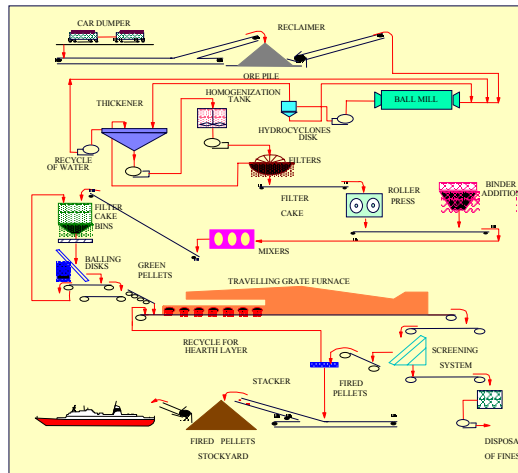 CAR DUMPER
RECLAIMER
ORE PILE
THICKENER
HOMOGENIZATION
TANK
BALL MILL
HYDROCYCLONES
DISK
FILTERS
RECYCLE
OF WATER
FILTER
CAKE
ROLLER
PRESS
BINDER
ADDITIO
FILTER
CAKE
BINS
MIXERS
BALLING
DISKS
GREEN
PELLETS
TRAVELLING GRATE FURNACE
RECYCLE FOR
HEARTH LAYER
SCREENING
SYSTEM
STACKER
FIRED
PELLETS
FIRED PELLETS
STOCKYARD
DISPOSA
OF FINES